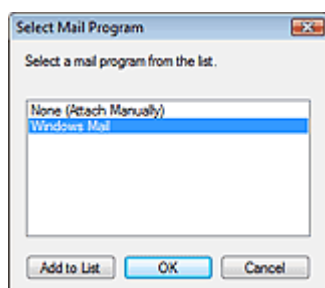 Select Mail Program
Select a mail program from the list.
None (Attach Manually)
Windows Mail
Add to List OK Cancel